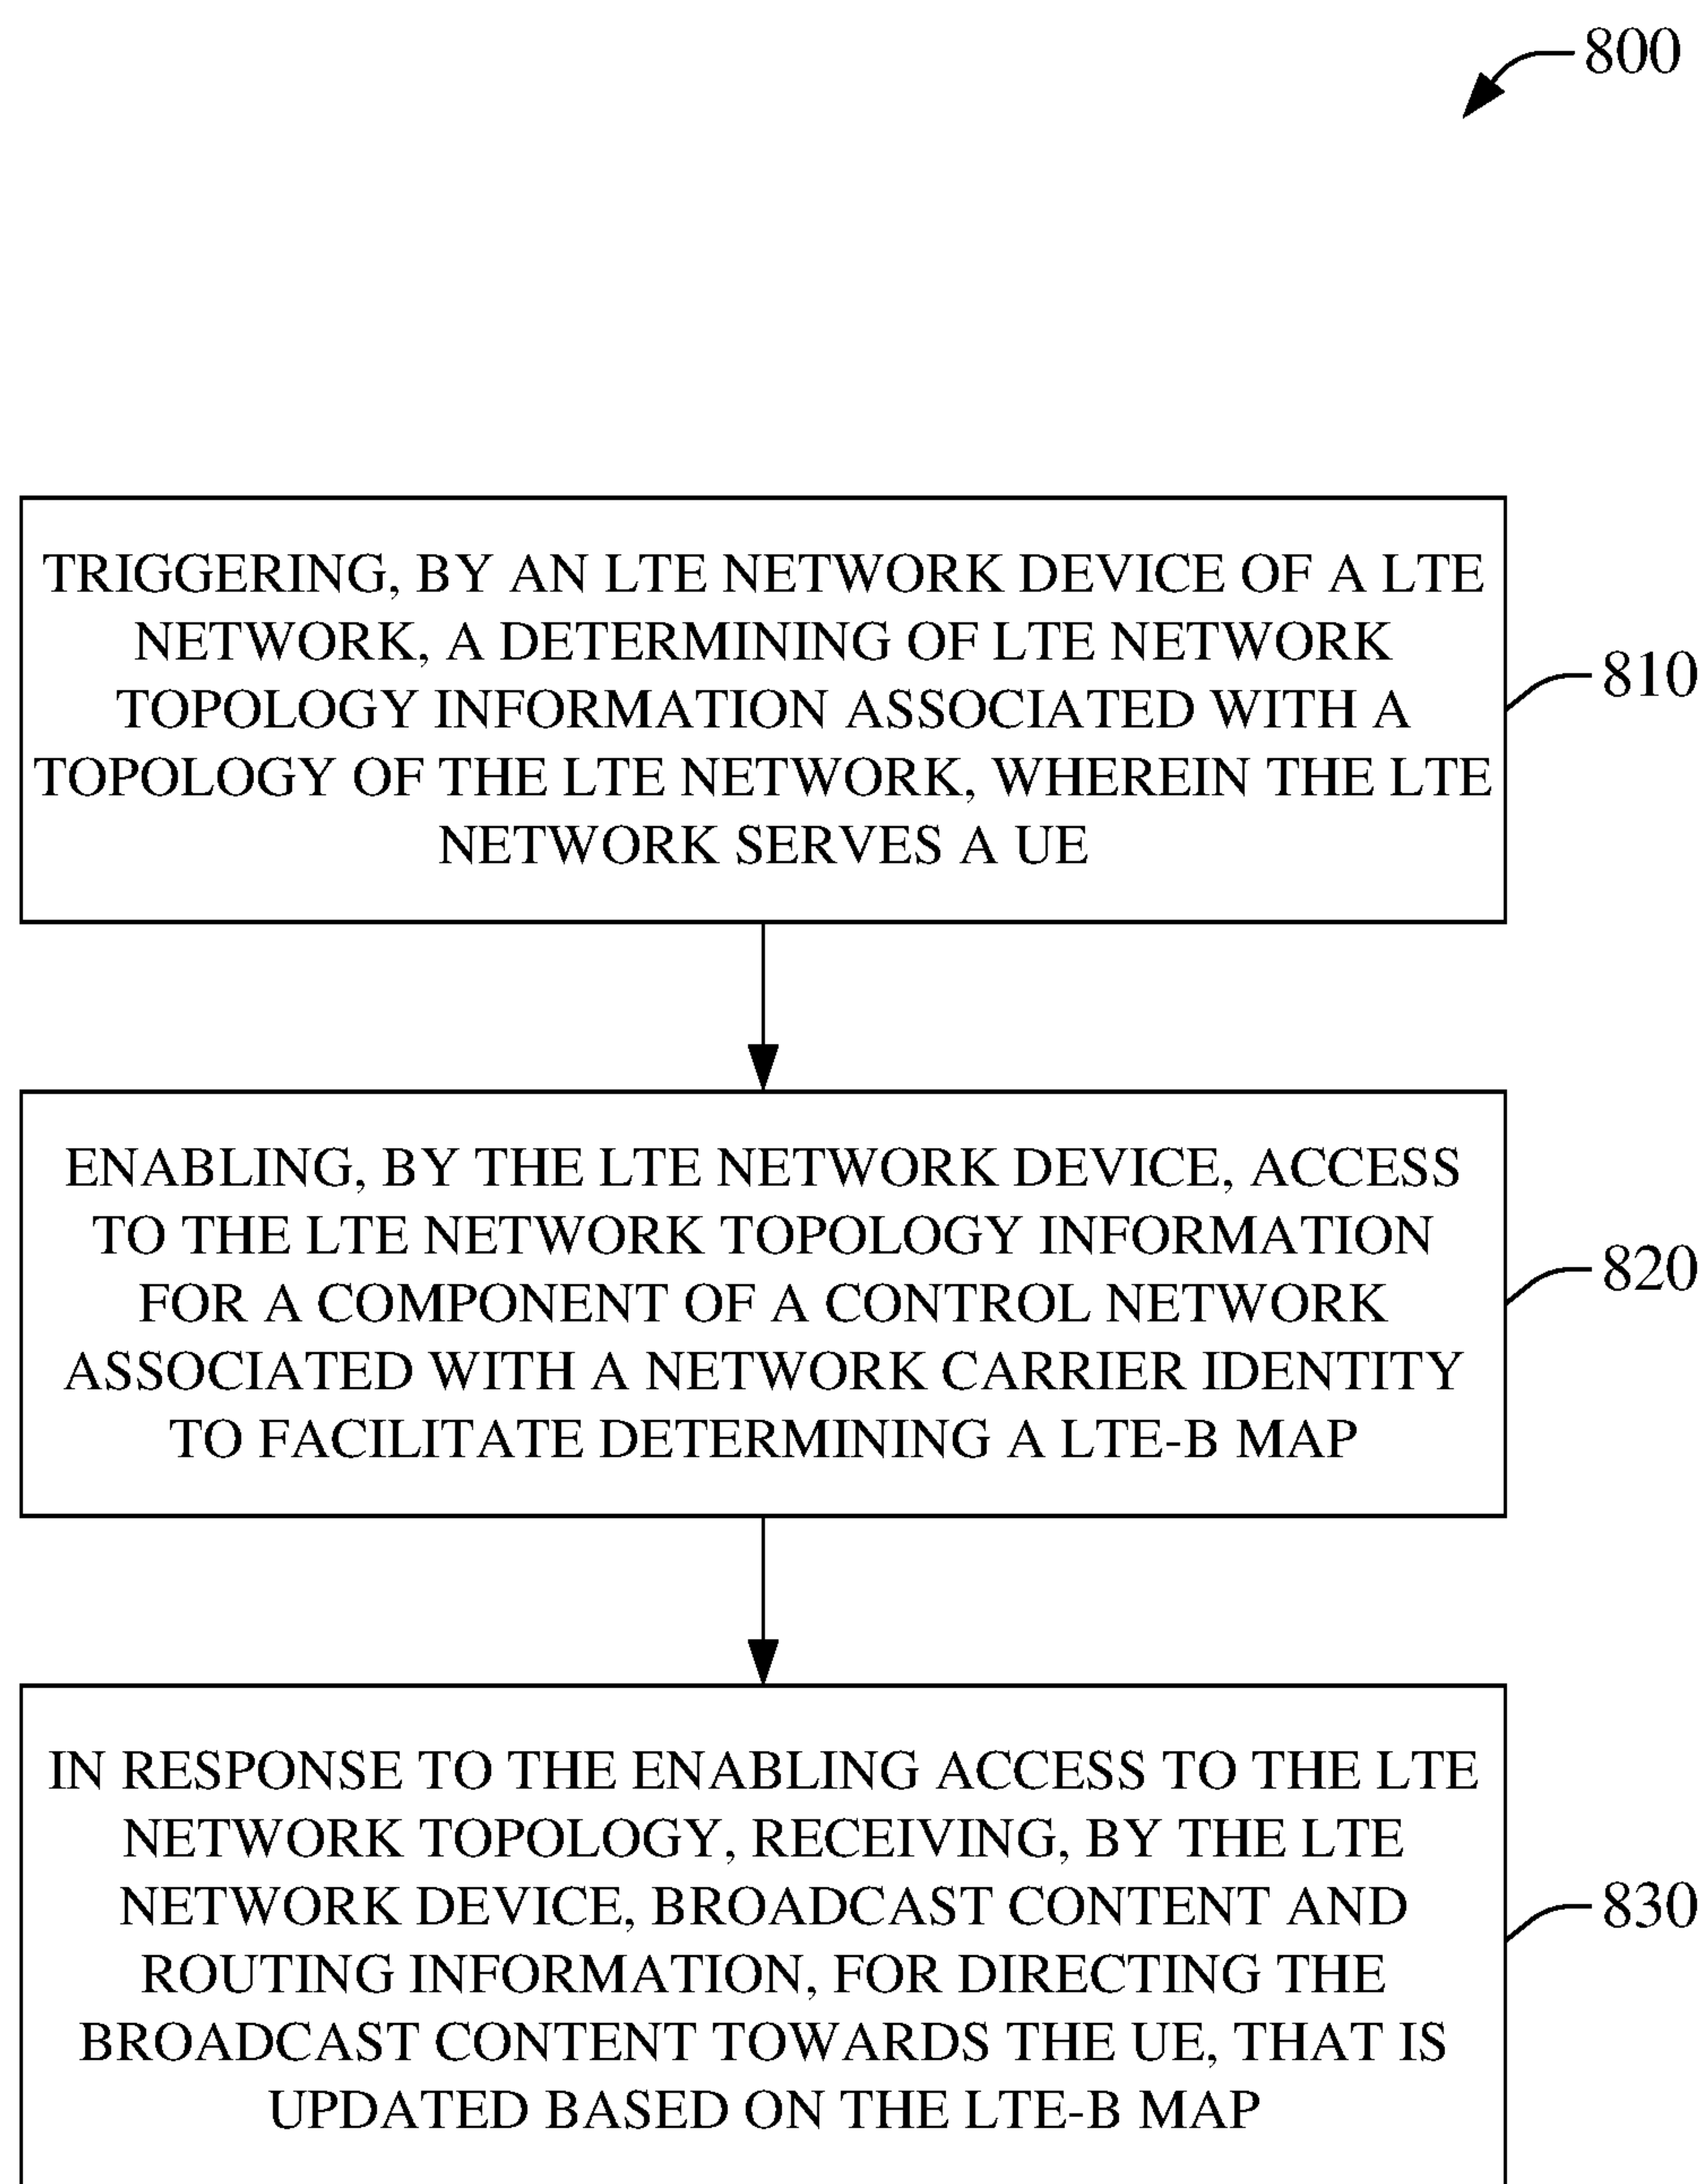 800
TRIGGERING, BY AN LTE NETWORK DEVICE OF A LTE
NETWORK, A DETERMINING OF LTE NETWORK
TOPOLOGY INFORMATION ASSOCIATED WITH A
TOPOLOGY OF THE LTE NETWORK, WHEREIN THE LTE
NETWORK SERVES A UE
810
ENABLING, BY THE LTE NETWORK DEVICE, ACCESS
TO THE LTE NETWORK TOPOLOGY INFORMATION
FOR A COMPONENT OF A CONTROL NETWORK
ASSOCIATED WITH A NETWORK CARRIER IDENTITY
TO FACILITATE DETERMINING A LTE-B MAP
820
IN RESPONSE TO THE ENABLING ACCESS TO THE LTE
NETWORK TOPOLOGY, RECEIVING, BY THE LTE
NETWORK DEVICE, BROADCAST CONTENT AND
ROUTING INFORMATION, FOR DIRECTING THE
BROADCAST CONTENT TOWARDS THE UE, THAT IS
UPDATED BASED ON THE LTE-B MAP
830